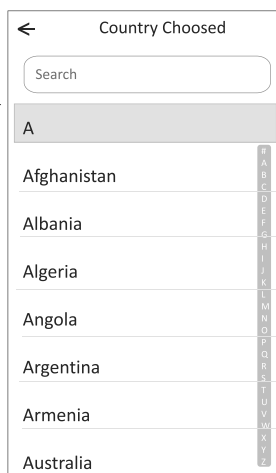 Country Choosed
Search
A
Afghanistan
Albania
Algeria
Angola
Argentina
Armenia
Australia
#
A
B
C
D
E
F
G
H
I
J
K
L
M
N
O
P
Q
R
S
T
U
V
W
X
Y
Z